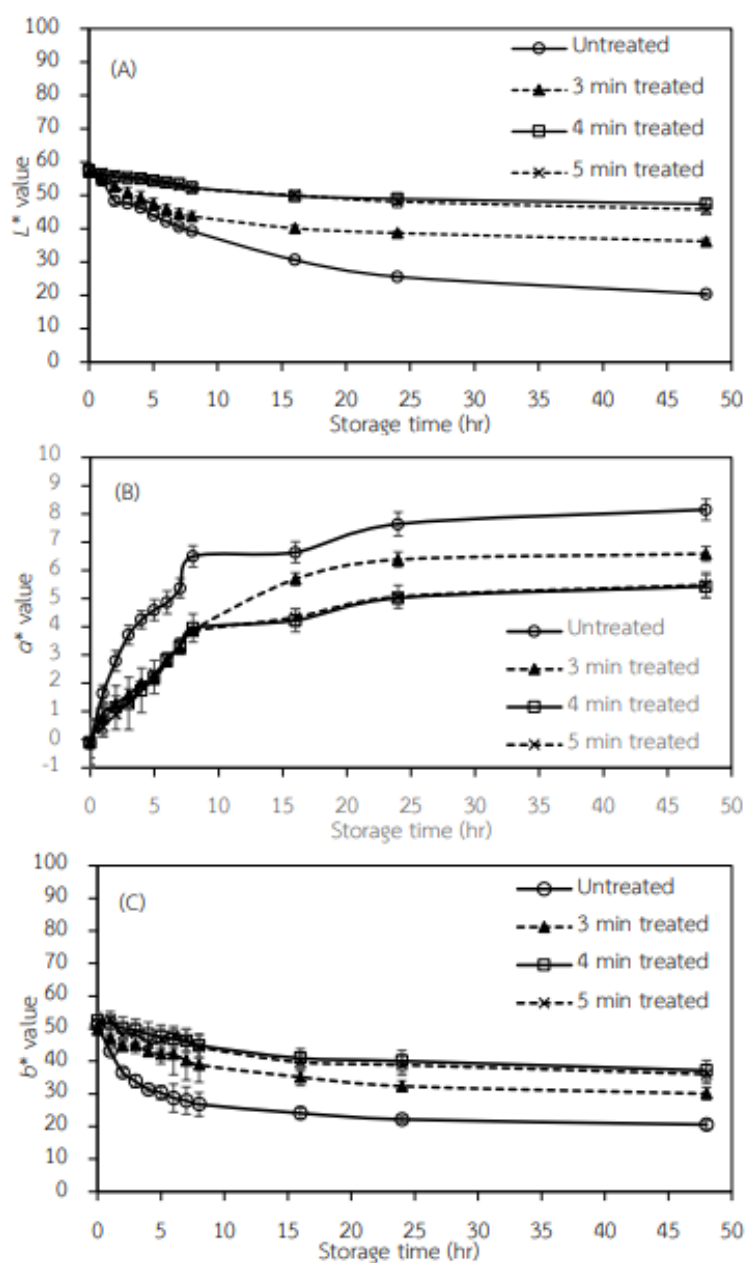 100
90
80
70
60
50
40
30
20
10
0
L* value
(A)
Untreated
3 min treated
4 min treated
5 min treated
0 5 10 15 20 25 30 35 40 45 50
Storage time (hr)
10
9
8
7
6
5
4
3
2
1
0
-1
a* value
(B)
Untreated
3 min treated
4 min treated
5 min treated
0 5 10 15 20 25 30 35 40 45 50
Storage time (hr)
100
90
80
70
60
50
40
30
20
10
0
b* value
(C)
Untreated
3 min treated
4 min treated
5 min treated
0 5 10 15 20 25 30 35 40 45 50
Storage time (hr)